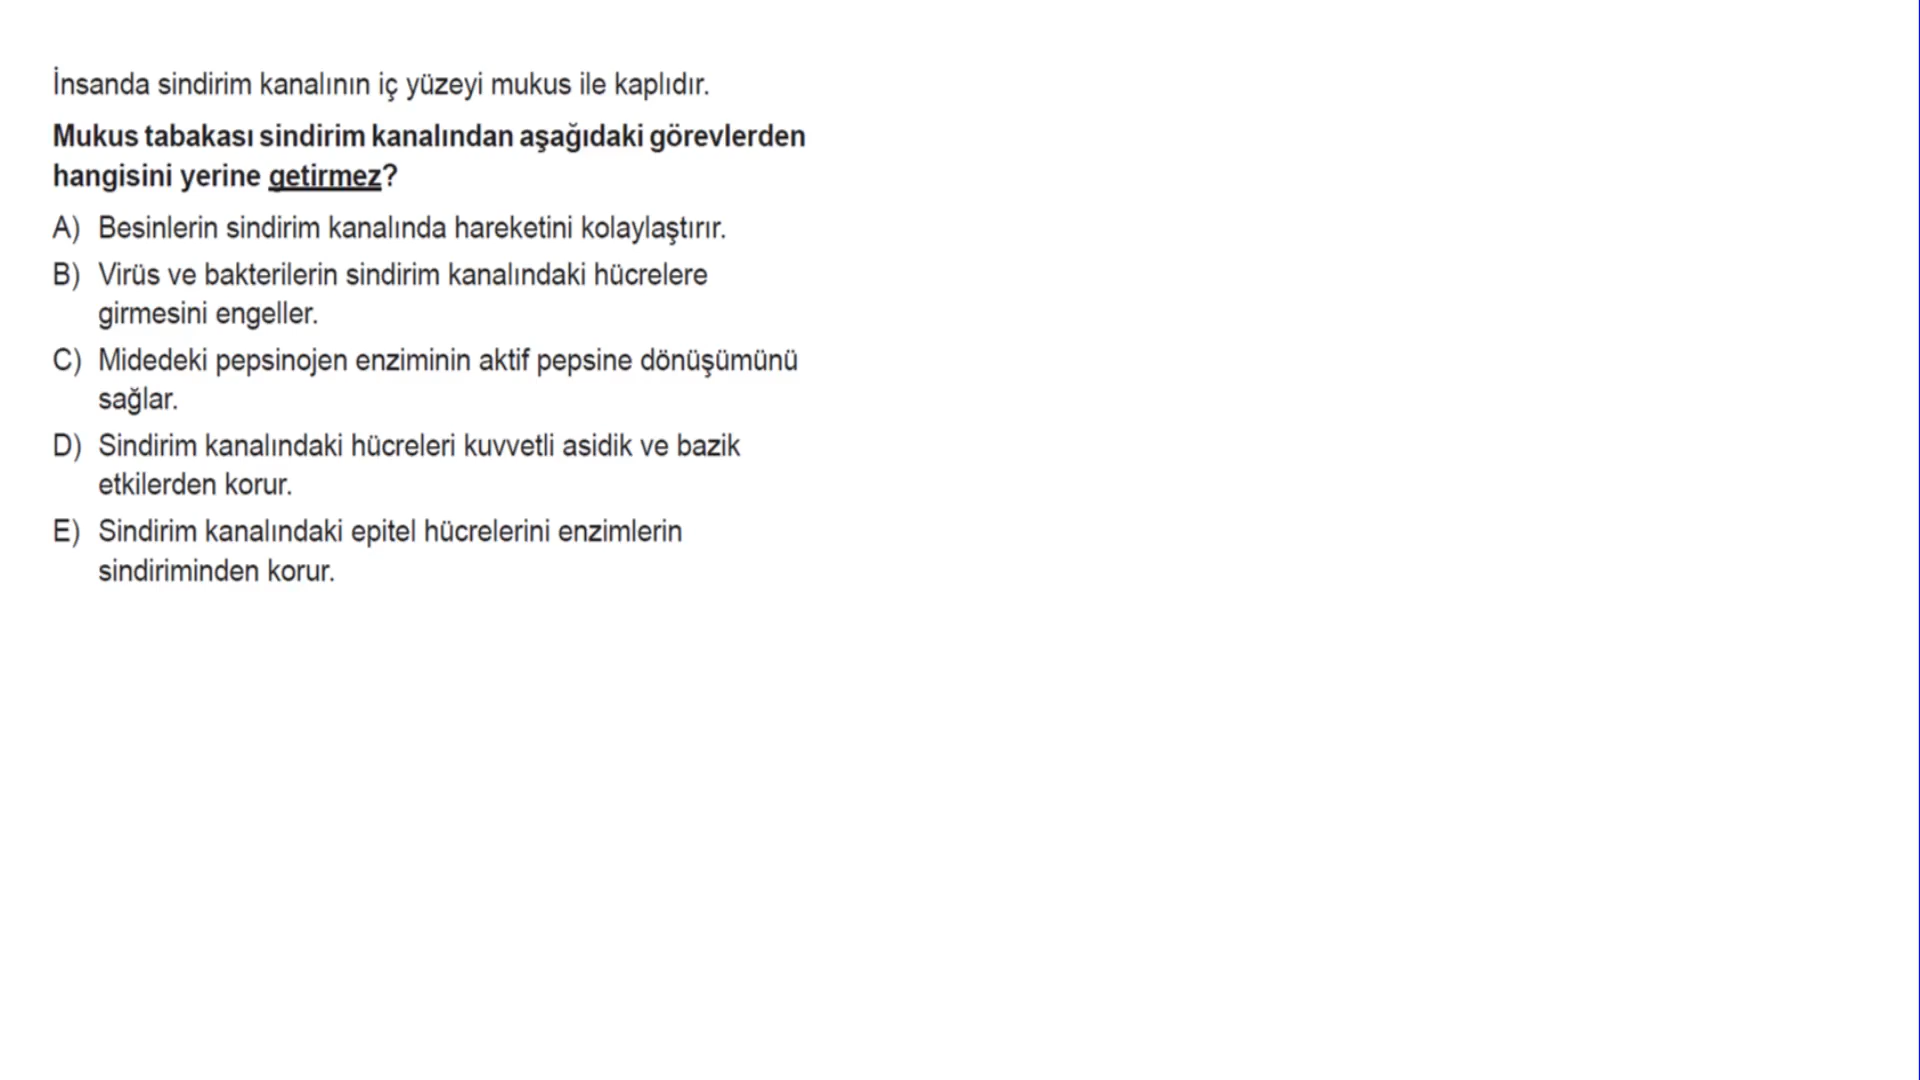 İnsanda sindirim kanalının iç yüzeyi mukus ile kaplıdır.
Mukus tabakası sindirim kanalından aşağıdaki görevlerden
hangisini yerine getirmez?
A) Besinlerin sindirim kanalında hareketini kolaylaştırır.
B) Virüs ve bakterilerin sindirim kanalındaki hücrelere
girmesini engeller.
C) Midedeki pepsinojen enziminin aktif pepsine dönüşümünü
sağlar.
D) Sindirim kanalındaki hücreleri kuvvetli asidik ve bazik
etkilerden korur.
E) Sindirim kanalındaki epitel hücrelerini enzimlerin
sindiriminden korur.